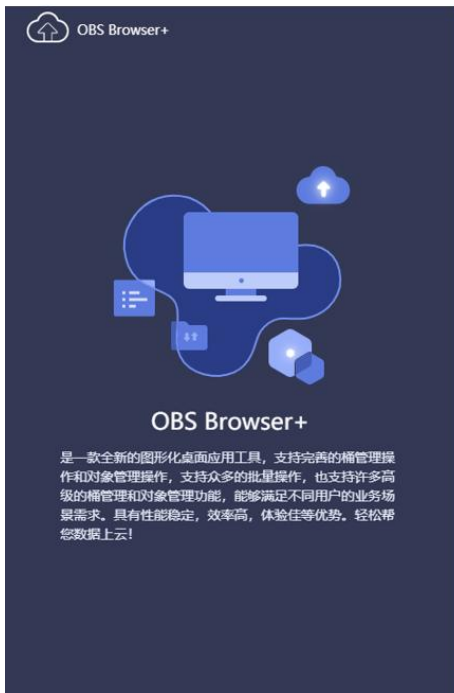 OBS Browser+
OBS Browser+
是一款全新的图形化桌面应用工具，支持完善的桶管理操
作和对象管理操作，支持众多的批量操作，也支持许多高
级的桶管理和对象管理功能，能够满足不同用户的业务场
景需求。具有性能稳定，效率高，体验佳等优势。轻松帮
您数据上云！